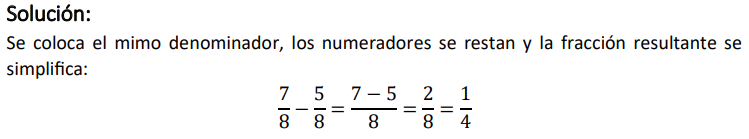 Solución:
Se coloca el mimo denominador, los numeradores se restan y la fracción resultante se
simplifica:
7/8 − 5/8 = (7 − 5)/8 = 2/8 = 1/4